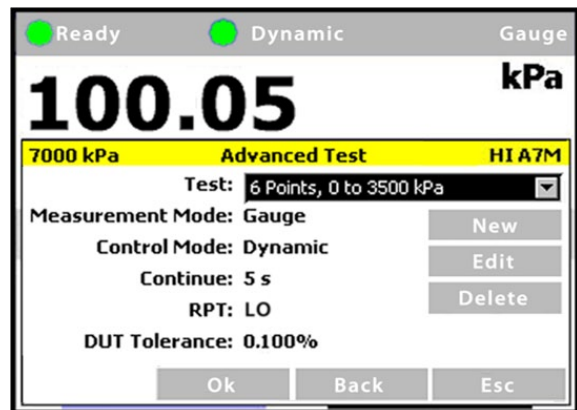 Ready Dynamic Gauge
100.05 kPa
7000 kPa Advanced Test HI A7M
Test: 6 Points, 0 to 3500 kPa
Measurement Mode: Gauge
New
Control Mode: Dynamic
Edit
Continue: 5 s
Delete
RPT: LO
DUT Tolerance: 0.100%
Ok Back Esc